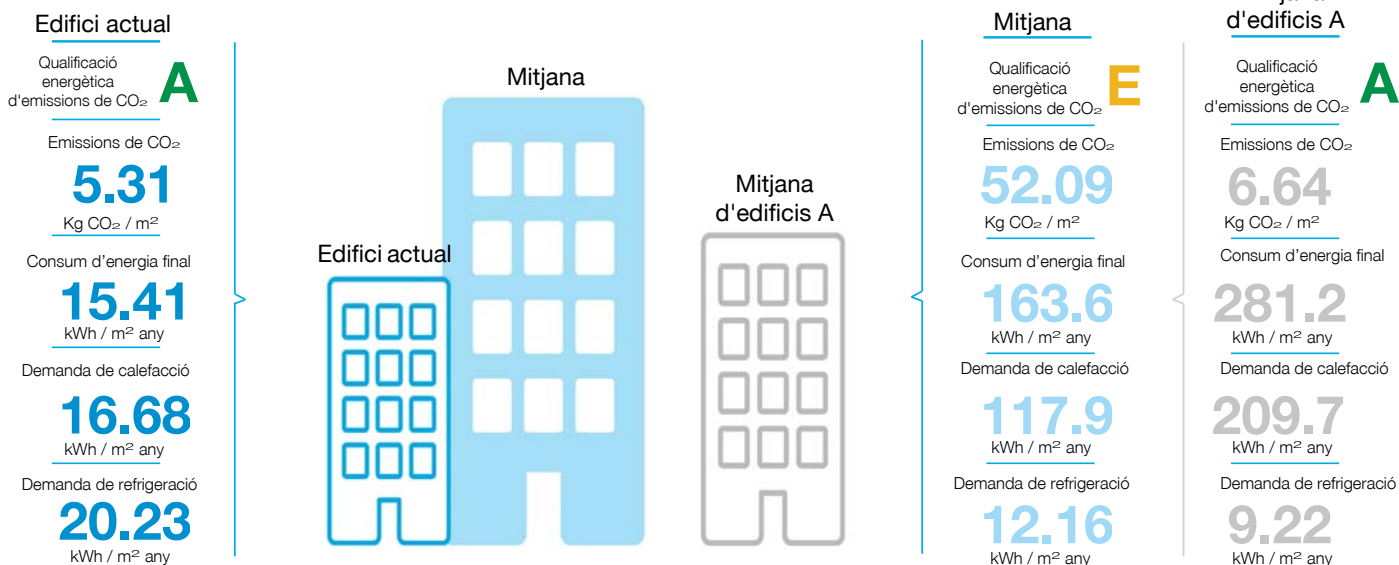 Edifici actual
Qualificació
energètica
d'emissions de CO₂
A
Emissions de CO₂
5.31
Kg CO₂ / m²
Consum d’energia final
15.41
kWh / m² any
Demanda de calefacció
16.68
kWh / m² any
Demanda de refrigeració
20.23
kWh / m² any
Edifici actual
Mitjana
Mitjana
d'edificis A
Mitjana
Qualificació
energètica
d'emissions de CO₂
E
Emissions de CO₂
52.09
Kg CO₂ / m²
Consum d’energia final
163.6
kWh / m² any
Demanda de calefacció
117.9
kWh / m² any
Demanda de refrigeració
12.16
kWh / m² any
d'edificis A
Qualificació
energètica
d'emissions de CO₂
A
Emissions de CO₂
6.64
Kg CO₂ / m²
Consum d’energia final
281.2
kWh / m² any
Demanda de calefacció
209.7
kWh / m² any
Demanda de refrigeració
9.22
kWh / m² any